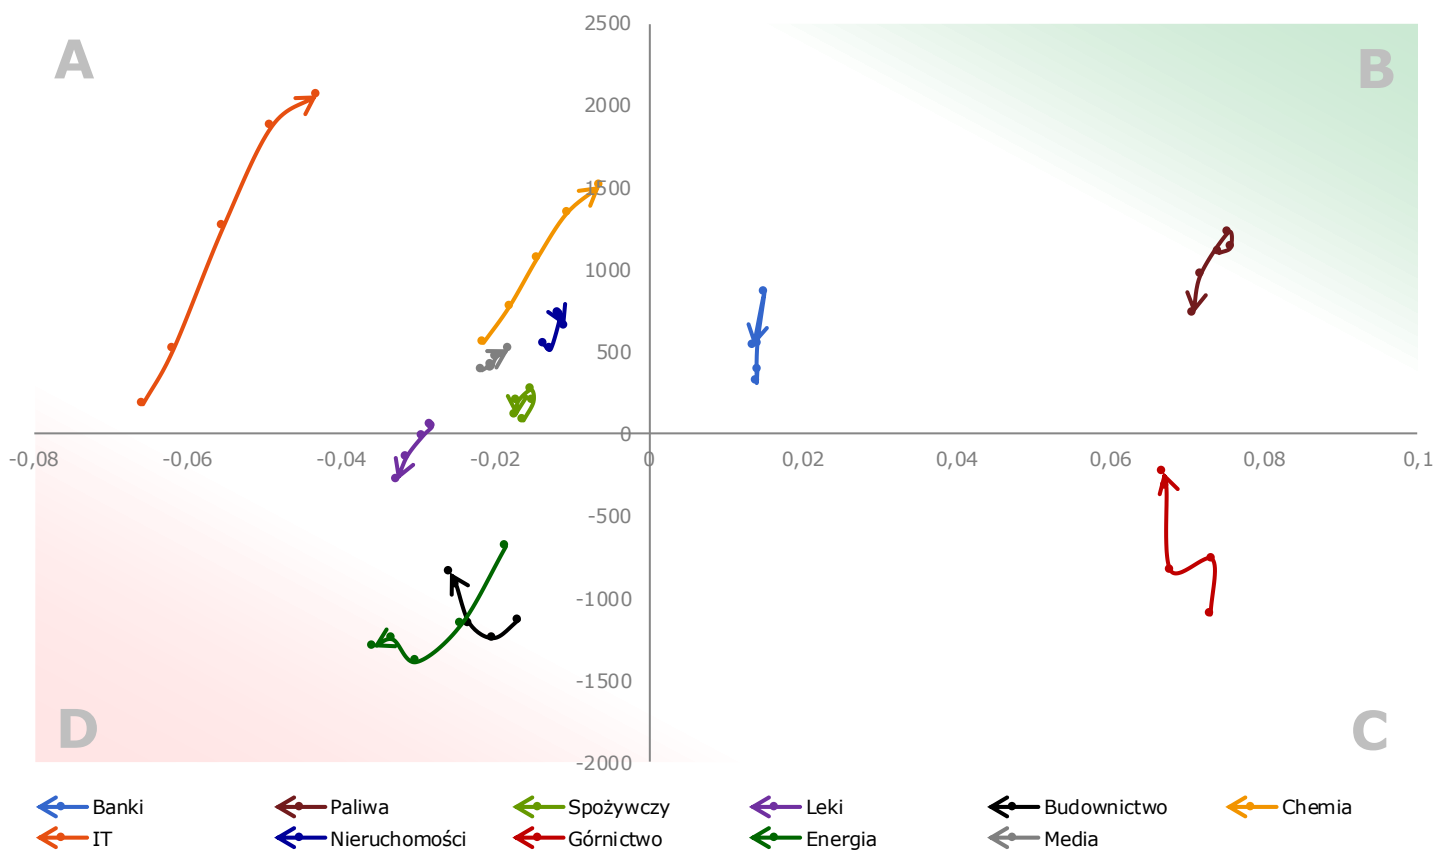 2500
A
B
2000
1500
1000
500
0
-0,08 -0,06 -0,04 -0,02 0 0,02 0,04 0,06 0,08 0,1
-500
-1000
-1500
D
C
-2000
Banki Paliwa Spożywczy Leki Budownictwo Chemia
IT Nieruchomości Górnictwo Energia Media